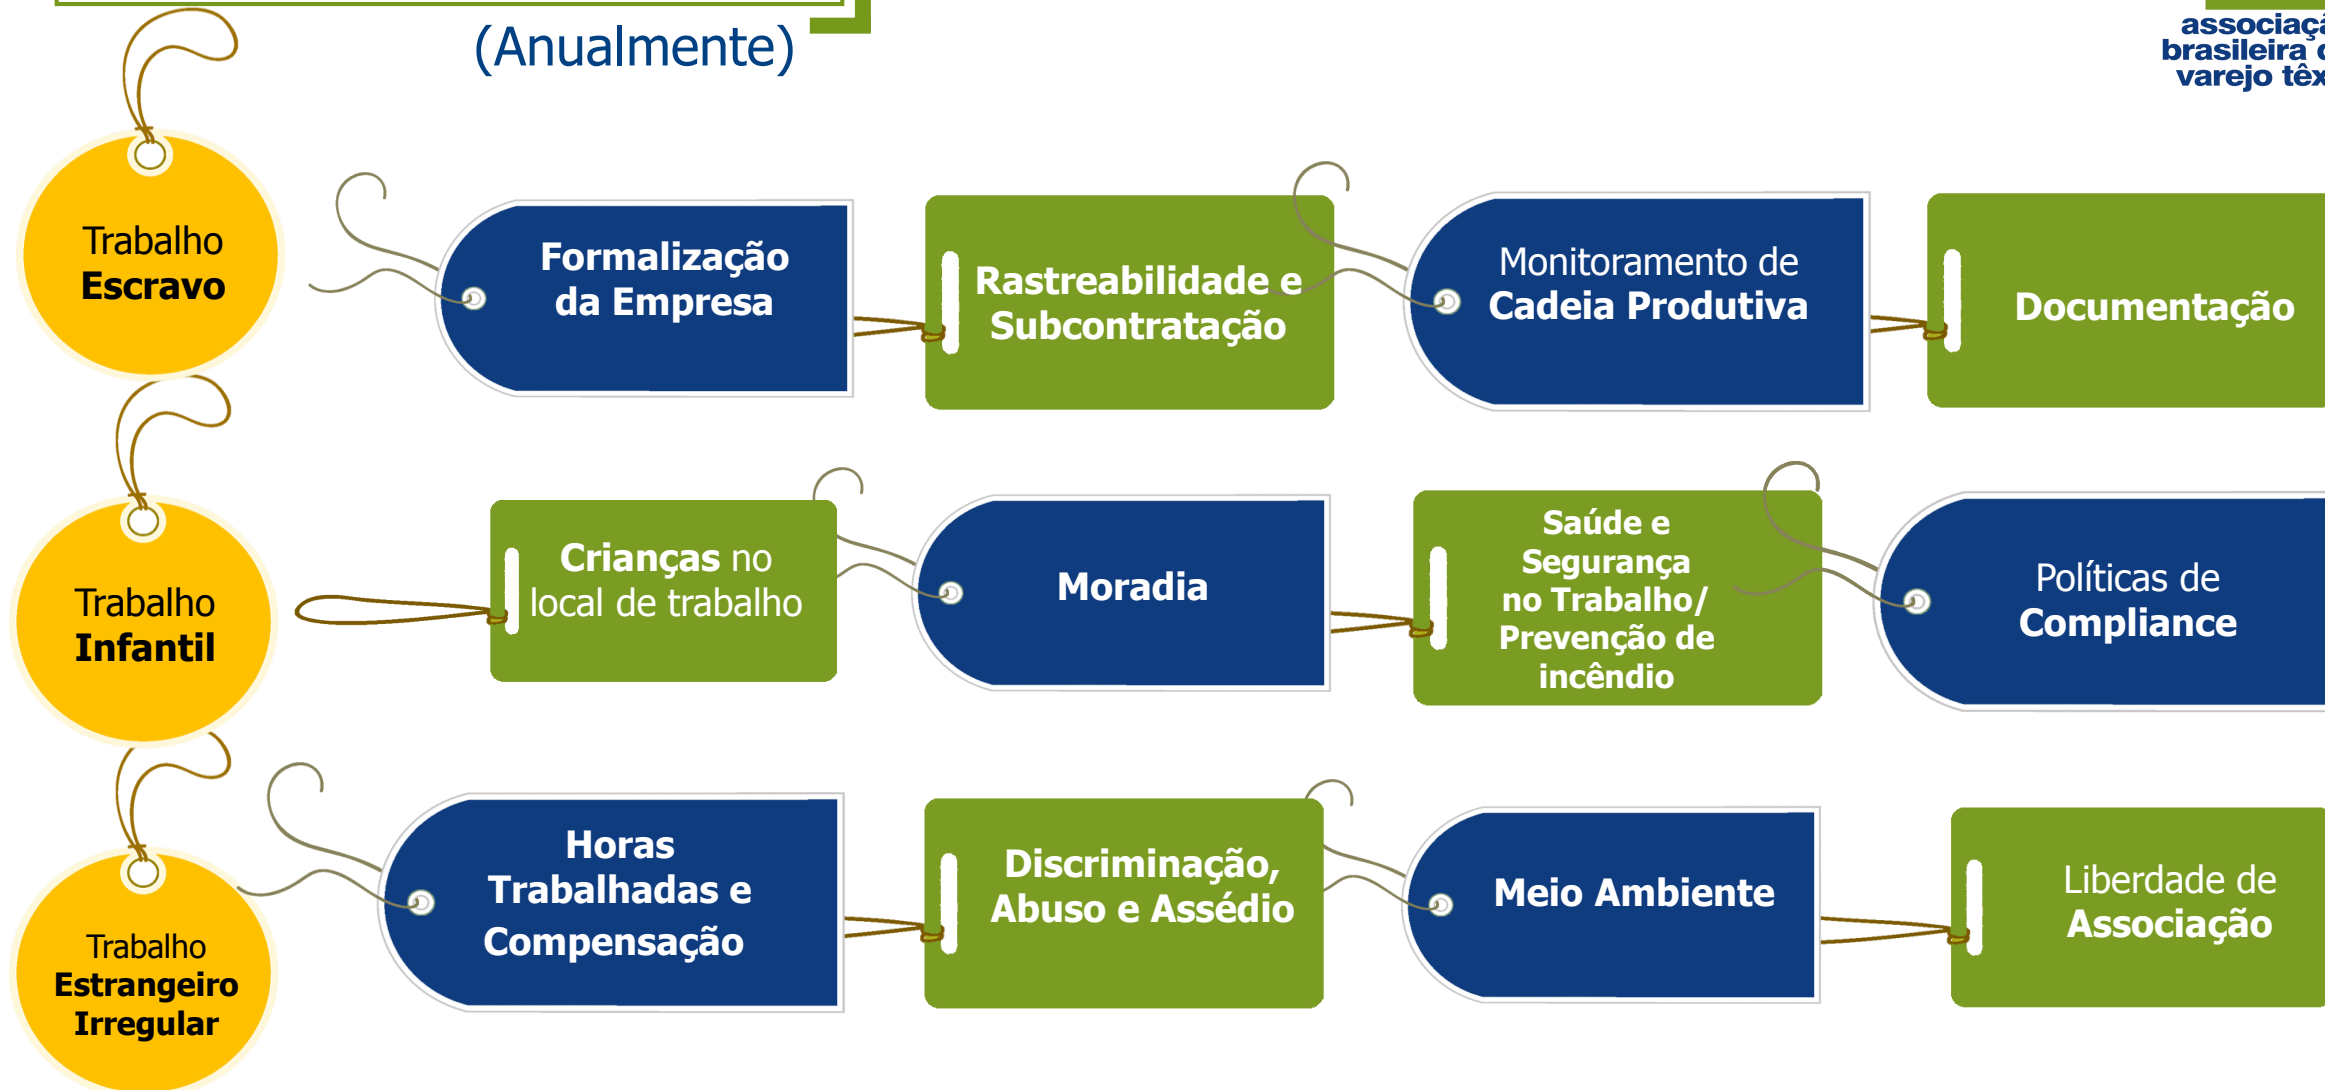 (Anualmente)
brasileira
varejo
Trabalho
Escravo
Formalização
da Empresa
Rastreabilidade e
Subcontratação
Monitoramento de
Cadeia Produtiva
Documentação
Trabalho
Infantil
Crianças no
local de trabalho
Moradia
Saúde e
Segurança
no Trabalho/
Prevenção de
incêndio
Políticas de
Compliance
Trabalho
Estrangeiro
Irregular
Horas
Trabalhadas e
Compensação
Discriminação,
Abuso e Assédio
Meio Ambiente
Liberdade de
Associação